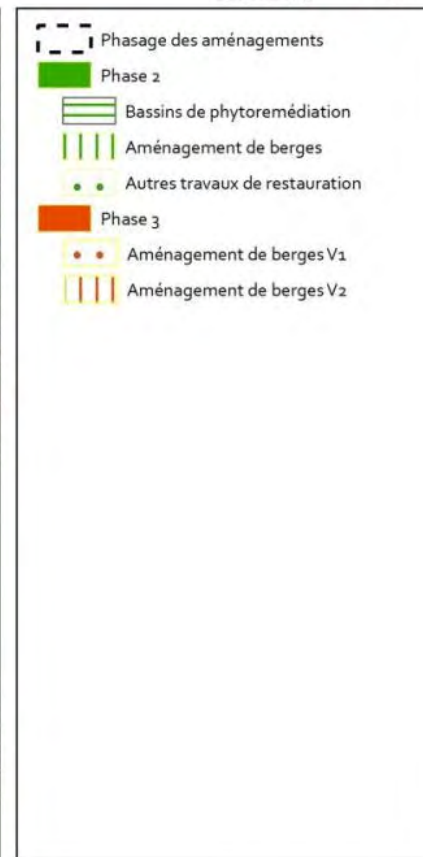 Phasage des aménagements
Phase 2
Bassins de phytoremédiation
Aménagement de berges
Autres travaux de restauration
Phase 3
Aménagement de berges V1
Aménagement de berges V2